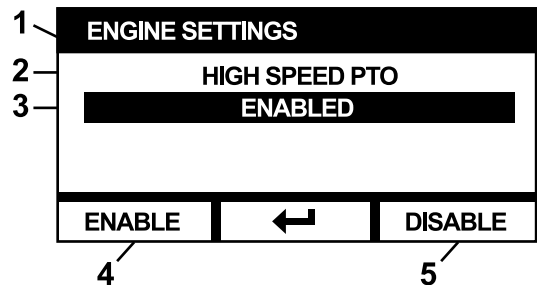 1
ENGINE SETTINGS
2
HIGH SPEED PTO
3
ENABLED
ENABLE
DISABLE
4
5